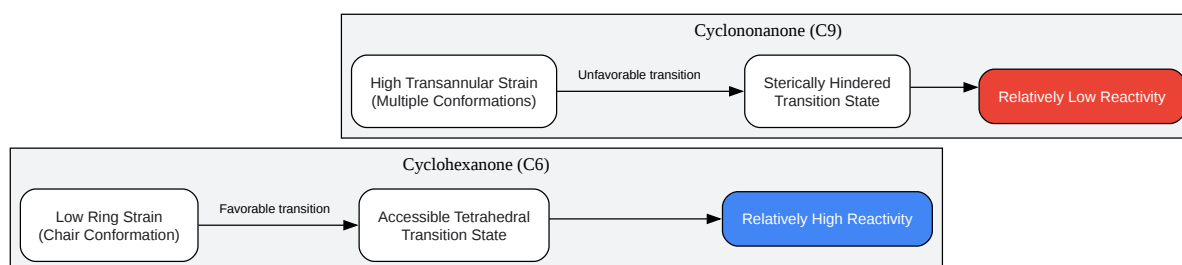 Cyclononanone (C9)
High Transannular Strain
(Multiple Conformations)
Unfavorable transition
Sterically Hindered
Transition State
Relatively Low Reactivity
Cyclohexanone (C6)
Low Ring Strain
(Chair Conformation)
Favorable transition
Accessible Tetrahedral
Transition State
Relatively High Reactivity